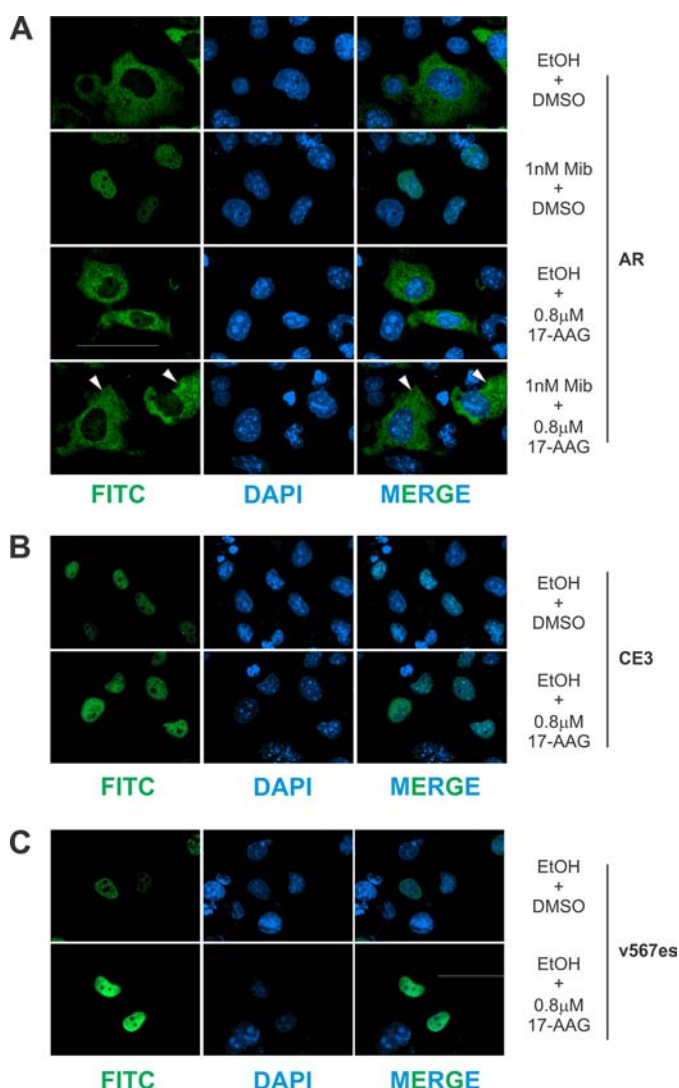 A
EtOH
+
DMSO
1nM Mib
+
DMSO
EtOH
+
0.8μM
17-AAG
1nM Mib
+
0.8μM
17-AAG
AR
FITC DAPI MERGE
B
EtOH
+
DMSO
EtOH
+
0.8μM
17-AAG
CE3
FITC DAPI MERGE
C
EtOH
+
DMSO
EtOH
+
0.8μM
17-AAG
v567es
FITC DAPI MERGE